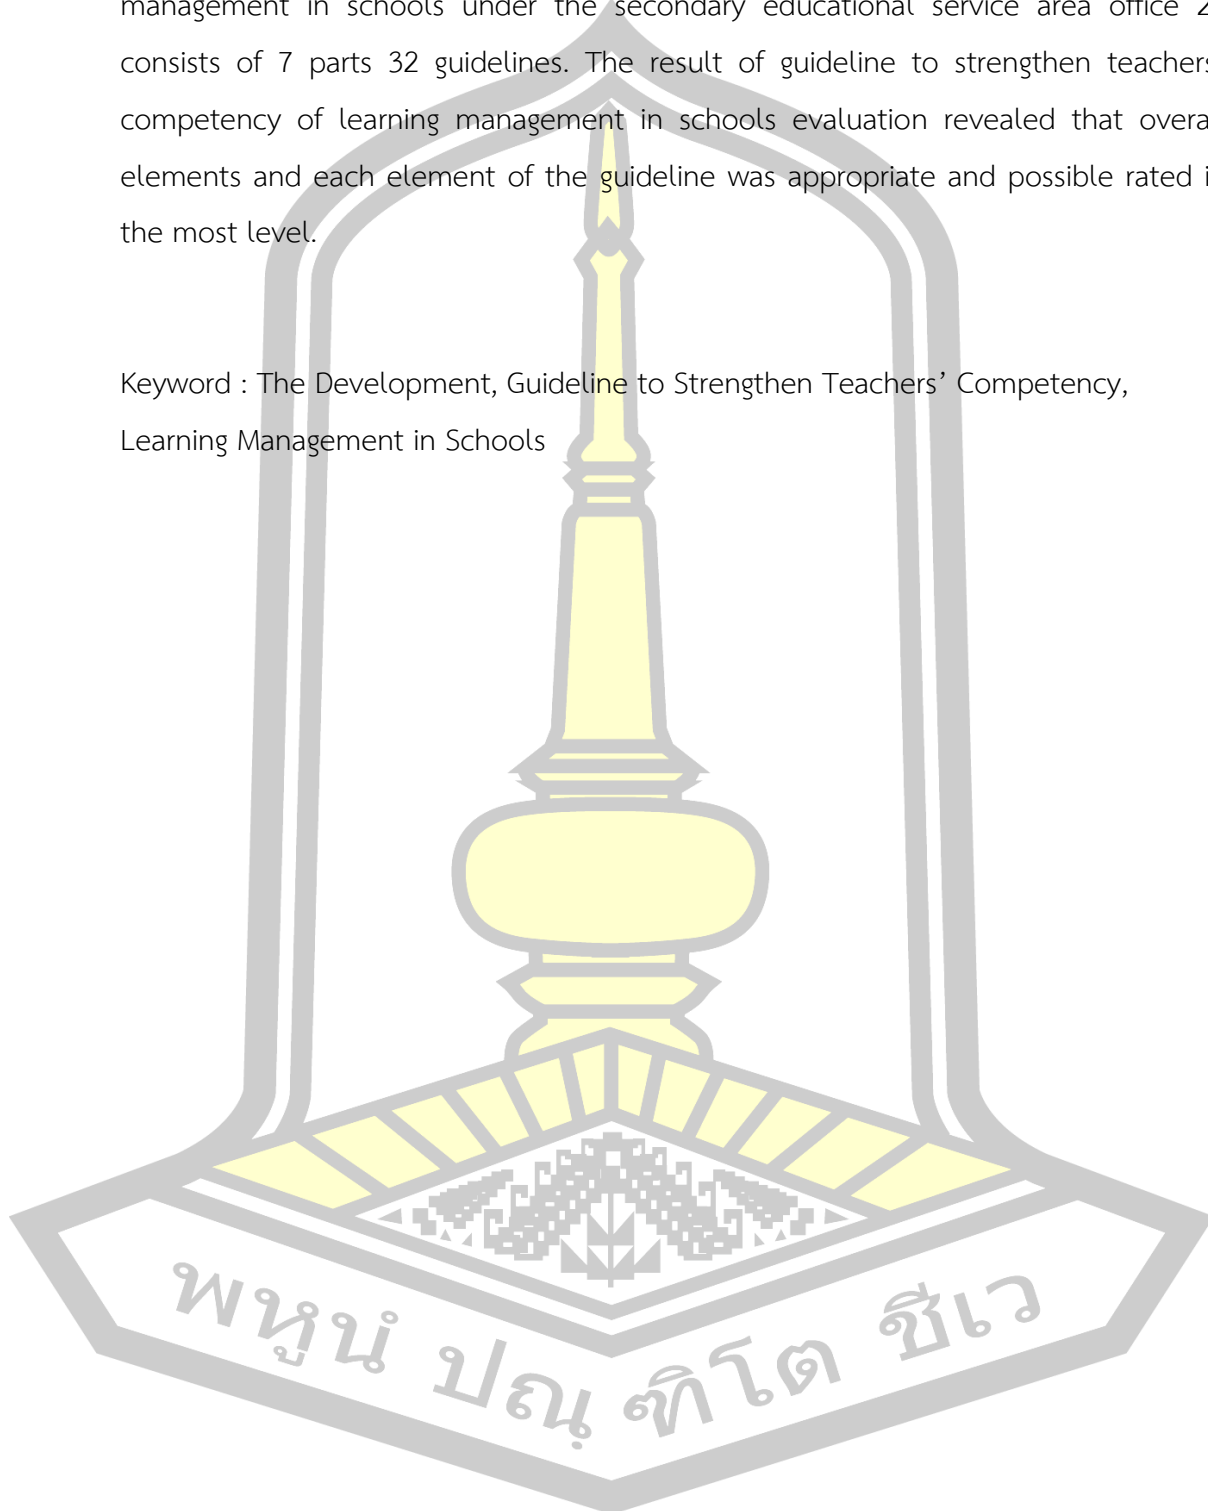 management in schools under the secondary educational service area office 2
consists of 7 parts 32 guidelines. The result of guideline to strengthen teachers
competency of learning management in schools evaluation revealed that
elements and each element of the guideline was appropriate and possible rated
the most level.
Keyword : The Development, Guideline to Strengthen Teachers’ Competency,
Learning Management in Schools
พหูนํ ปณฺฑิโต ชีเว